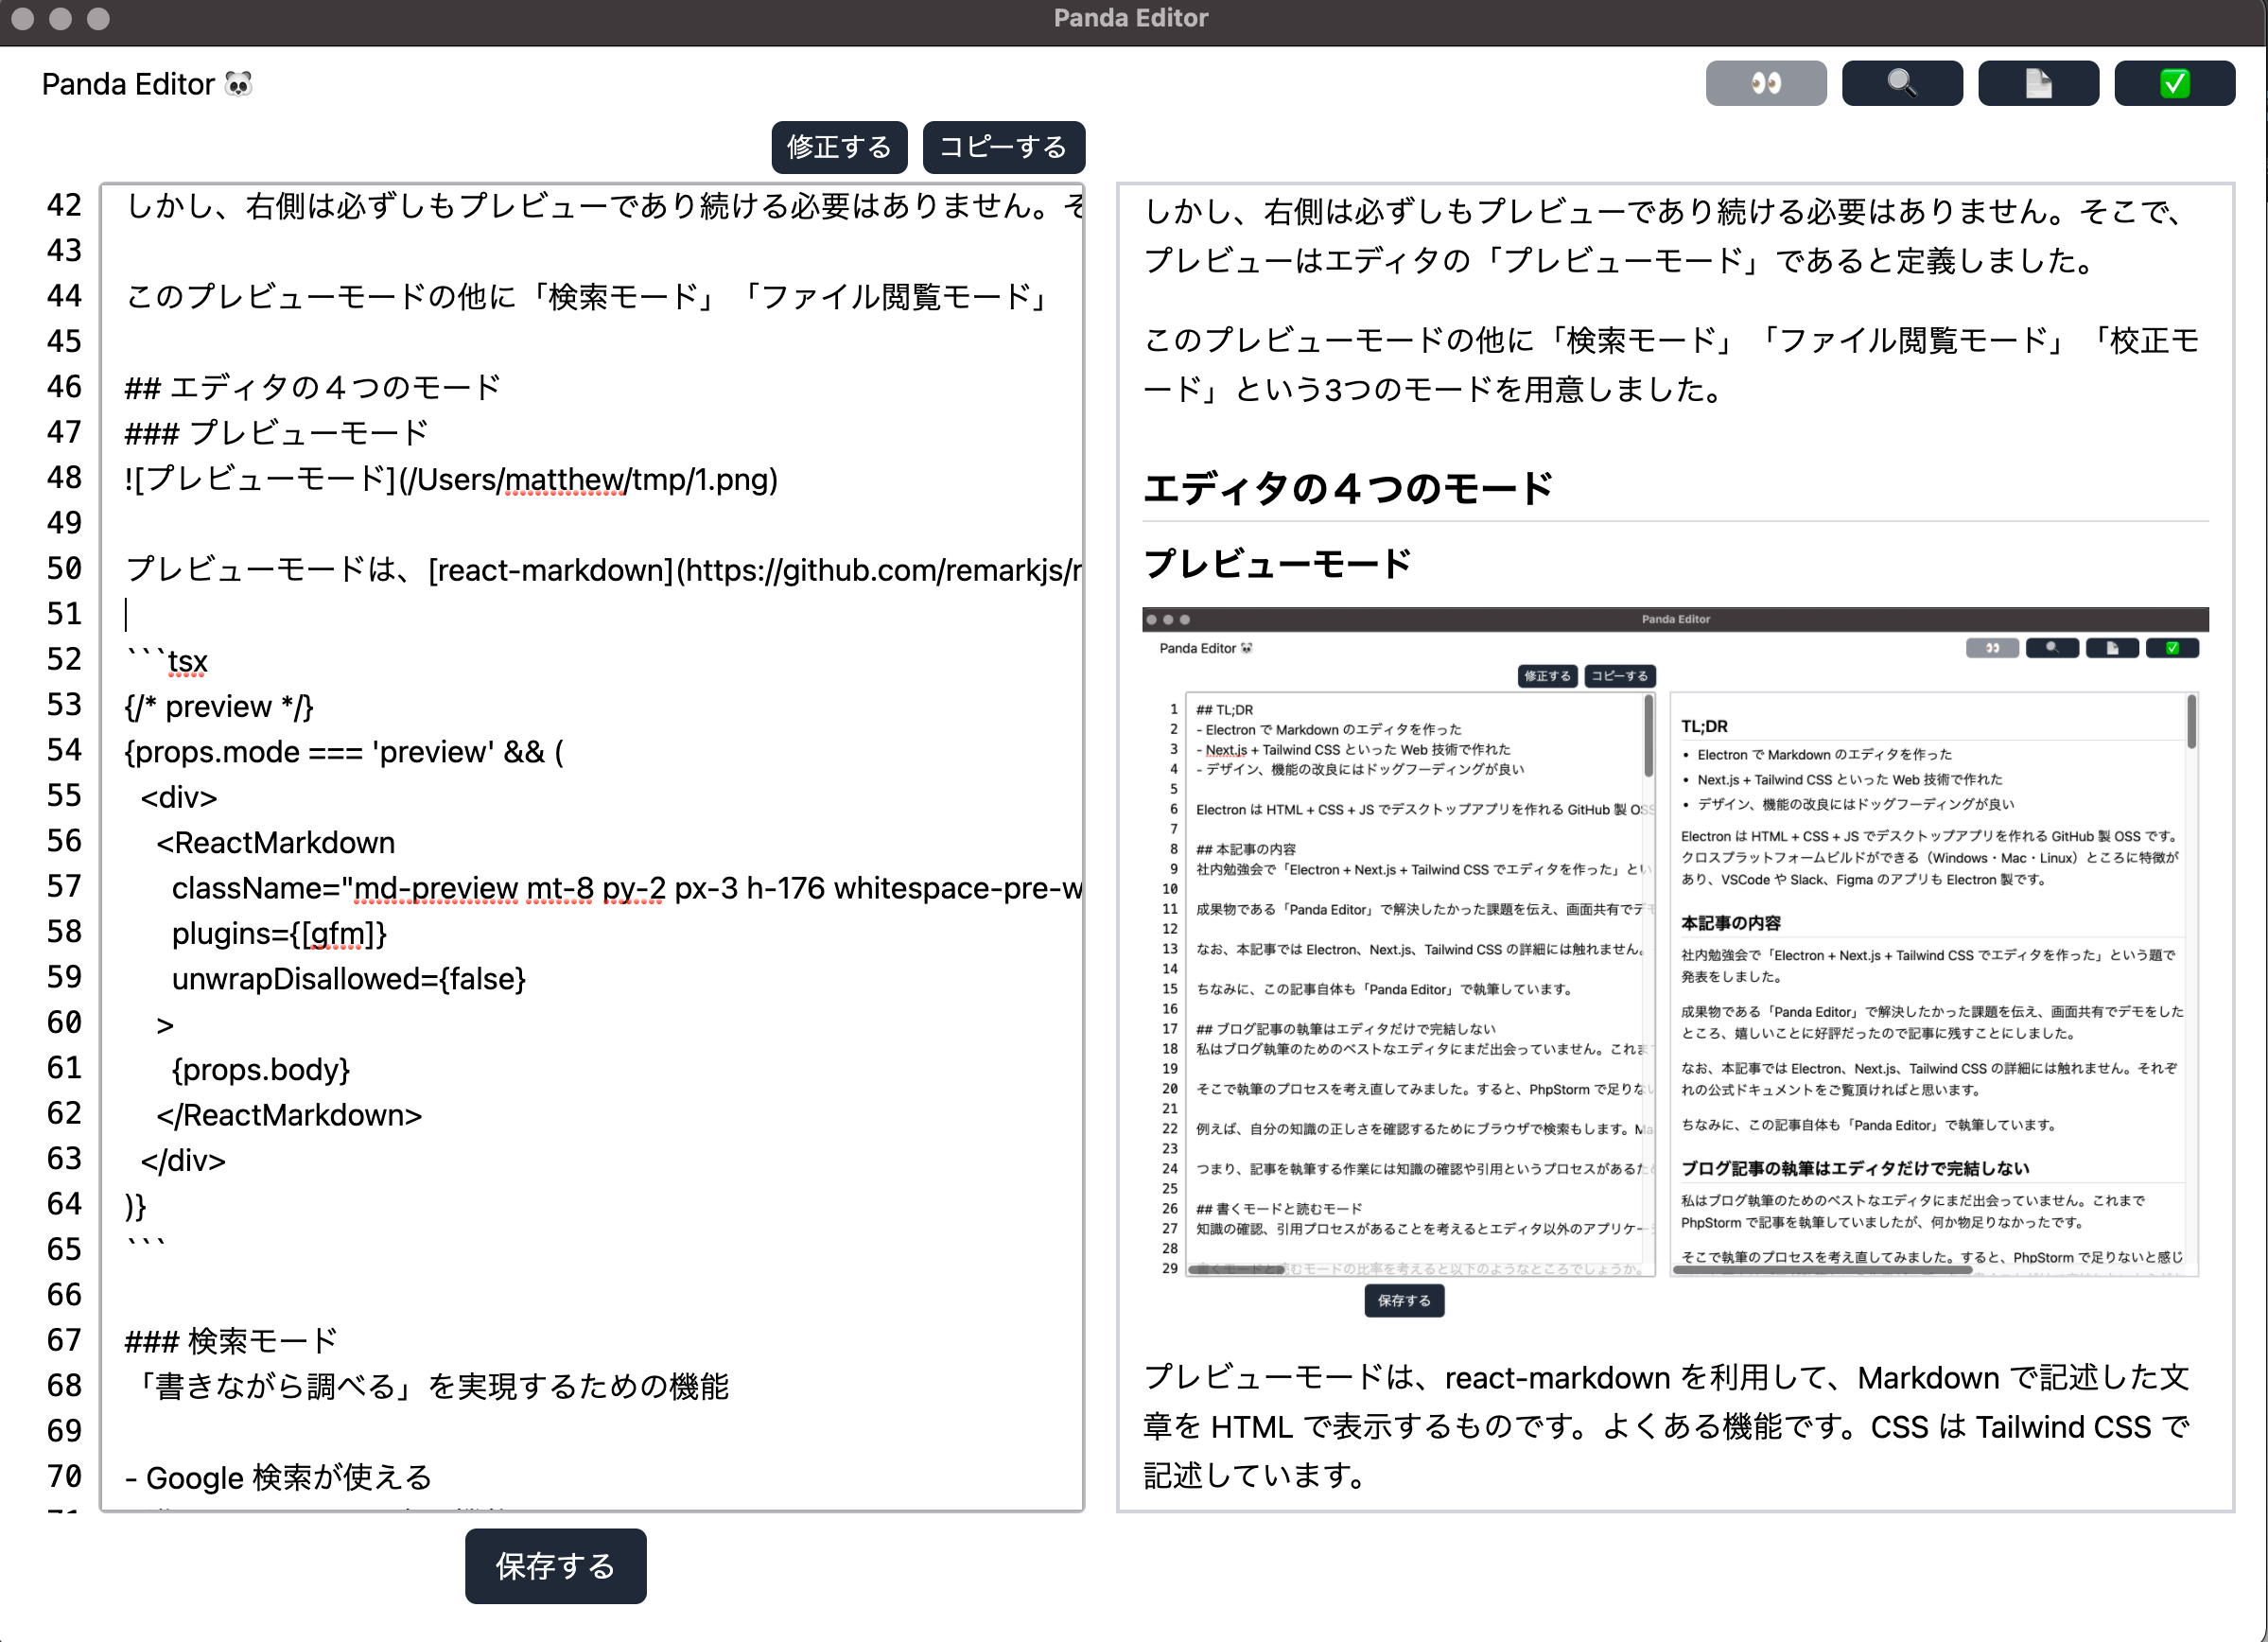 Panda Editor
Panda Editor 🐼
👀 🔍 📄 ✅
修正する コピーする
42 しかし、右側は必ずしもプレビューであり続ける必要はありません。そ
43
44 このプレビューモードの他に「検索モード」「ファイル閲覧モード」
45
46 ## エディタの４つのモード
47 ### プレビューモード
48 ![プレビューモード](/Users/matthew/tmp/1.png)
49
50 プレビューモードは、[react-markdown](https://github.com/remarkjs/r
51
52 ```tsx
53 {/* preview */}
54 {props.mode === 'preview' && (
55 <div>
56 <ReactMarkdown
57 className="md-preview mt-8 py-2 px-3 h-176 whitespace-pre-w
58 plugins={[gfm]}
59 unwrapDisallowed={false}
60 >
61 {props.body}
62 </ReactMarkdown>
63 </div>
64 )}
65 ```
66
67 ### 検索モード
68 「書きながら調べる」を実現するための機能
69
70 - Google 検索が使える
保存する
しかし、右側は必ずしもプレビューであり続ける必要はありません。そこで、
プレビューはエディタの「プレビューモード」であると定義しました。
このプレビューモードの他に「検索モード」「ファイル閲覧モード」「校正モ
ード」という3つのモードを用意しました。
エディタの４つのモード
プレビューモード
Panda Editor
Panda Editor 🐼
👀 🔍 📄 ✅
修正する コピーする
1 ## TL;DR
2 - Electron で Markdown のエディタを作った
3 - Next.js + Tailwind CSS といった Web 技術で作れた
4 - デザイン、機能の改良にはドッグフーディングが良い
5
6 Electron は HTML + CSS + JS でデスクトップアプリを作れる GitHub 製 OSS
7
8 ## 本記事の内容
9 社内勉強会で「Electron + Next.js + Tailwind CSS でエディタを作った」とい
10
11 成果物である「Panda Editor」で解決したかった課題を伝え、画面共有でデモ
12
13 なお、本記事では Electron、Next.js、Tailwind CSS の詳細には触れません。
14
15 ちなみに、この記事自体も「Panda Editor」で執筆しています。
16
17 ## ブログ記事の執筆はエディタだけで完結しない
18 私はブログ執筆のためのベストなエディタにまだ出会っていません。これま
19
20 そこで執筆のプロセスを考え直してみました。すると、PhpStorm で足りな
21
22 例えば、自分の知識の正しさを確認するためにブラウザで検索もします。Ma
23
24 つまり、記事を執筆する作業には知識の確認や引用というプロセスがあるた
25
26 ## 書くモードと読むモード
27 知識の確認、引用プロセスがあることを考えるとエディタ以外のアプリケー
28
29 書くモードと読むモードの比率を考えると以下のようなところでしょうか。
保存する
TL;DR
• Electron で Markdown のエディタを作った
• Next.js + Tailwind CSS といった Web 技術で作れた
• デザイン、機能の改良にはドッグフーディングが良い
Electron は HTML + CSS + JS でデスクトップアプリを作れる GitHub 製 OSS です。
クロスプラットフォームビルドができる（Windows・Mac・Linux）ところに特徴が
あり、VSCode や Slack、Figma のアプリも Electron 製です。
本記事の内容
社内勉強会で「Electron + Next.js + Tailwind CSS でエディタを作った」という題で
発表をしました。
成果物である「Panda Editor」で解決したかった課題を伝え、画面共有でデモをした
ところ、嬉しいことに好評だったので記事に残すことにしました。
なお、本記事では Electron、Next.js、Tailwind CSS の詳細には触れません。それぞ
れの公式ドキュメントをご覧頂ければと思います。
ちなみに、この記事自体も「Panda Editor」で執筆しています。
ブログ記事の執筆はエディタだけで完結しない
私はブログ執筆のためのベストなエディタにまだ出会っていません。これまで
PhpStorm で記事を執筆していましたが、何か物足りなかったです。
そこで執筆のプロセスを考え直してみました。すると、PhpStorm で足りないと感じ
プレビューモードは、react-markdown を利用して、Markdown で記述した文
章を HTML で表示するものです。よくある機能です。CSS は Tailwind CSS で
記述しています。